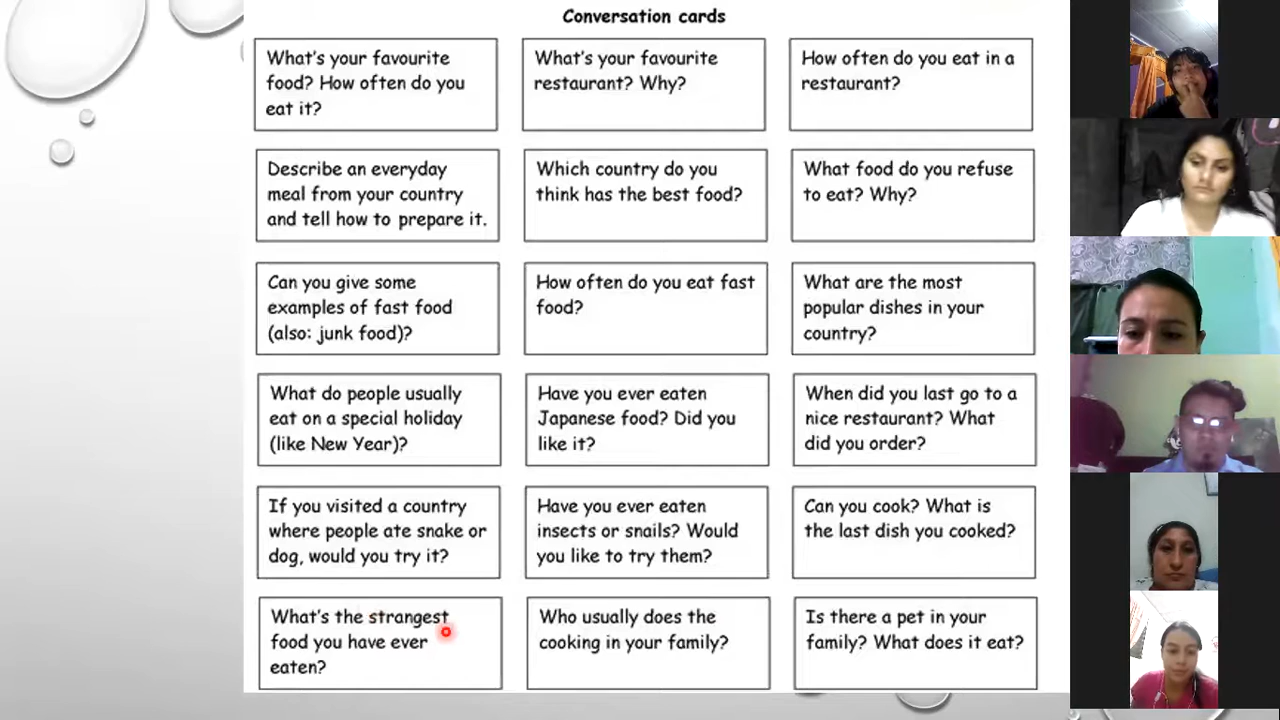 Conversation cards
What's your favourite
food? How often do you
eat it?
What's your favourite
restaurant? Why?
How often do you eat in a
restaurant?
Describe an everyday
meal from your country
and tell how to prepare it.
Which country do you
think has the best food?
What food do you refuse
to eat? Why?
Can you give some
examples of fast food
(also: junk food)?
How often do you eat fast
food?
What are the most
popular dishes in your
country?
What do people usually
eat on a special holiday
(like New Year)?
Have you ever eaten
Japanese food? Did you
like it?
When did you last go to a
nice restaurant? What
did you order?
If you visited a country
where people ate snake or
dog, would you try it?
Have you ever eaten
insects or snails? Would
you like to try them?
Can you cook? What is
the last dish you cooked?
What's the strangest
food you have ever
eaten?
Who usually does the
cooking in your family?
Is there a pet in your
family? What does it eat?